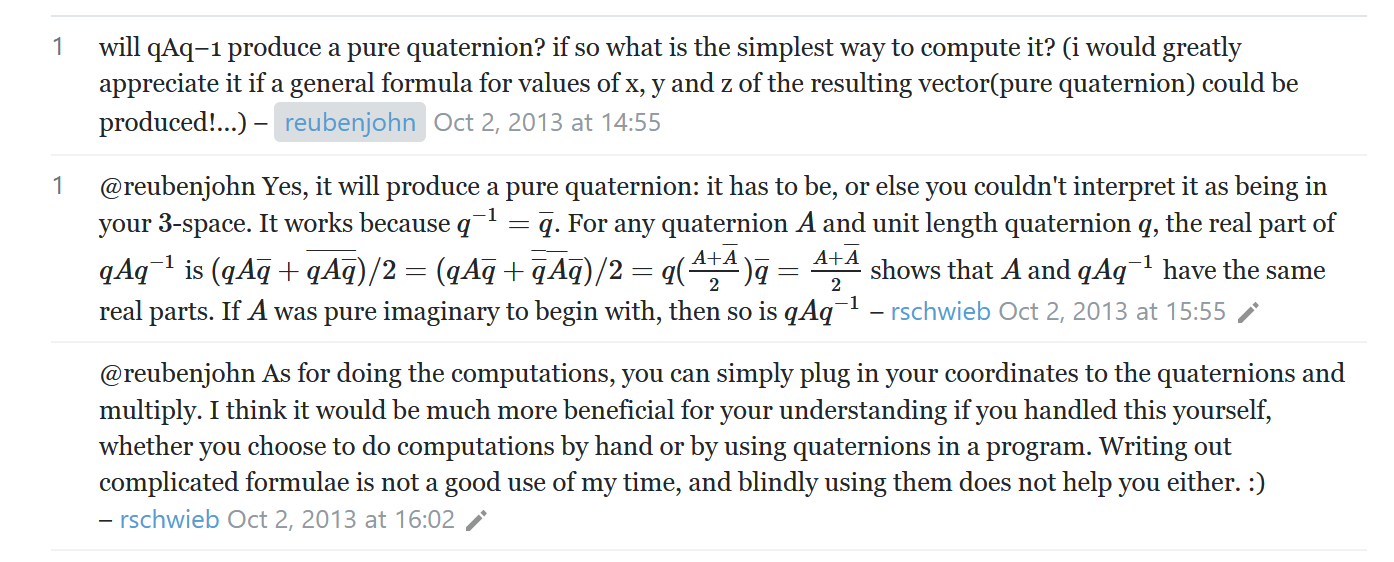 1 will qAq−1 produce a pure quaternion? if so what is the simplest way to compute it? (i would greatly
appreciate it if a general formula for values of x, y and z of the resulting vector(pure quaternion) could be
produced!...) – reubenjohn Oct 2, 2013 at 14:55
1 @reubenjohn Yes, it will produce a pure quaternion: it has to be, or else you couldn't interpret it as being in
your 3-space. It works because $q^{-1} = \overline{q}$. For any quaternion $A$ and unit length quaternion $q$, the real part of
$qAq^{-1}$ is $(qA\overline{q} + \overline{qA\overline{q}})/2 = (qA\overline{q} + \overline{\overline{q}}\overline{A}\overline{q})/2 = q(\frac{A+\overline{A}}{2})\overline{q} = \frac{A+\overline{A}}{2}$ shows that $A$ and $qAq^{-1}$ have the same
real parts. If $A$ was pure imaginary to begin with, then so is $qAq^{-1}$ – rschwieb Oct 2, 2013 at 15:55
@reubenjohn As for doing the computations, you can simply plug in your coordinates to the quaternions and
multiply. I think it would be much more beneficial for your understanding if you handled this yourself,
whether you choose to do computations by hand or by using quaternions in a program. Writing out
complicated formulae is not a good use of my time, and blindly using them does not help you either. :)
– rschwieb Oct 2, 2013 at 16:02